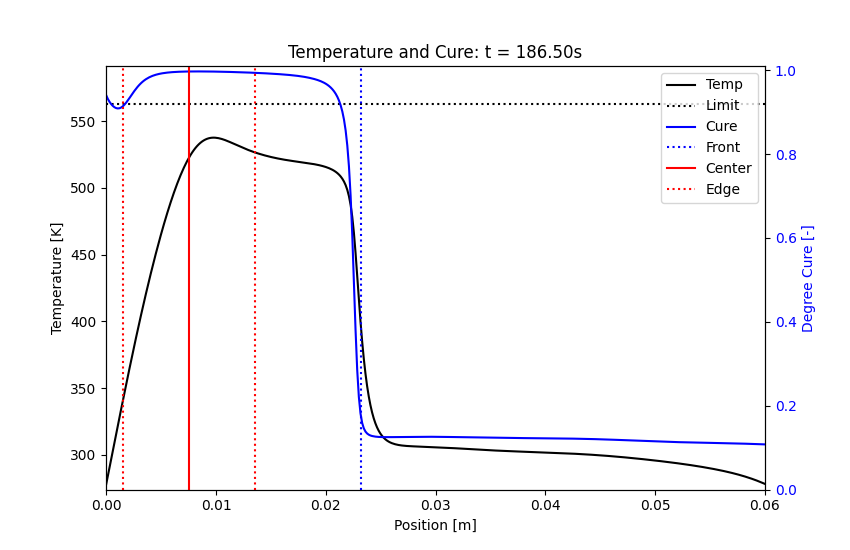 Temperature and Cure: t = 186.50s
Temperature [K]
550
500
450
400
350
300
Temp
Limit
Cure
Front
Center
Edge
1.0
0.8
0.6
0.4
0.2
0.0
Degree Cure [-]
0.00
0.01
0.02
0.03
0.04
0.05
0.06
Position [m]